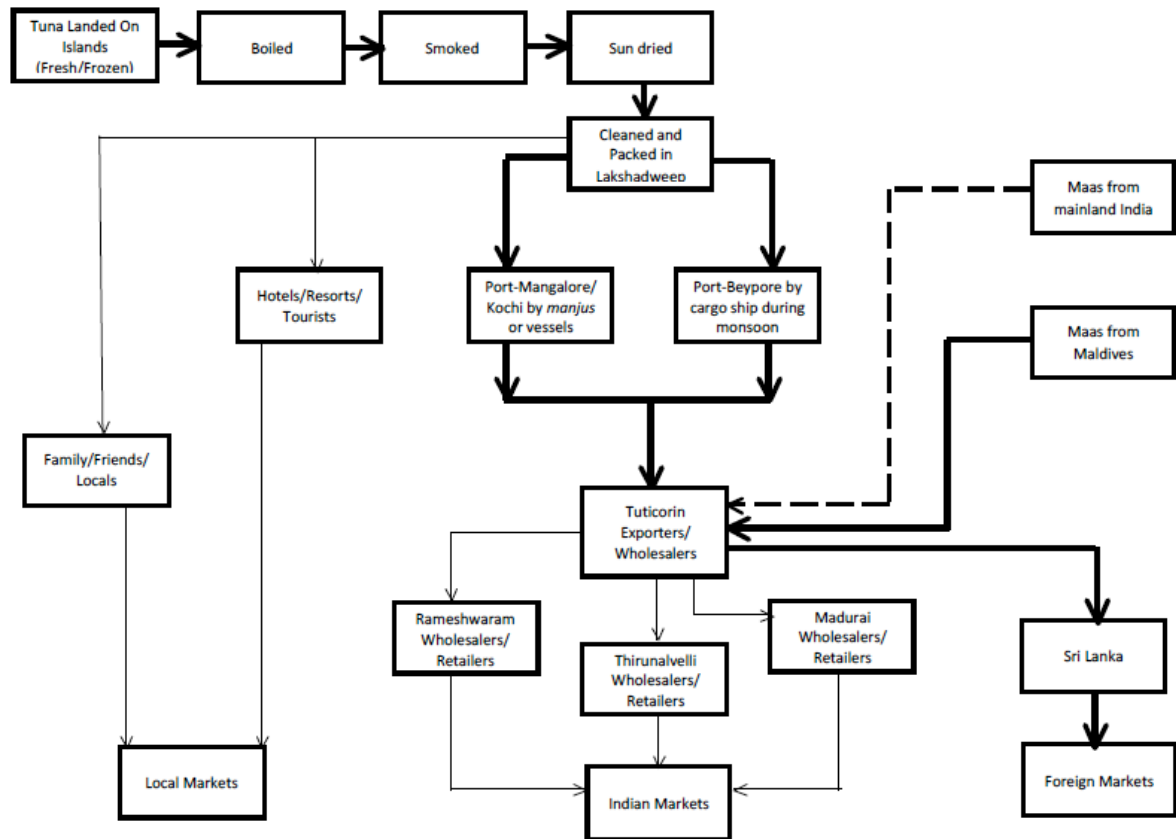 Tuna Landed On
Islands
(Fresh/Frozen)
Boiled
Smoked
Sun dried
Cleaned and
Packed in
Lakshadweep
Maas from
mainland India
Hotels/Resorts/
Tourists
Port-Mangalore/
Kochi by manjus
or vessels
Port-Beypore by
cargo ship during
monsoon
Maas from
Maldives
Family/Friends/
Locals
Tuticorin
Exporters/
Wholesalers
Rameshwaram
Wholesalers/
Retailers
Thirunalvelli
Wholesalers/
Retailers
Madurai
Wholesalers/
Retailers
Sri Lanka
Local Markets
Indian Markets
Foreign Markets